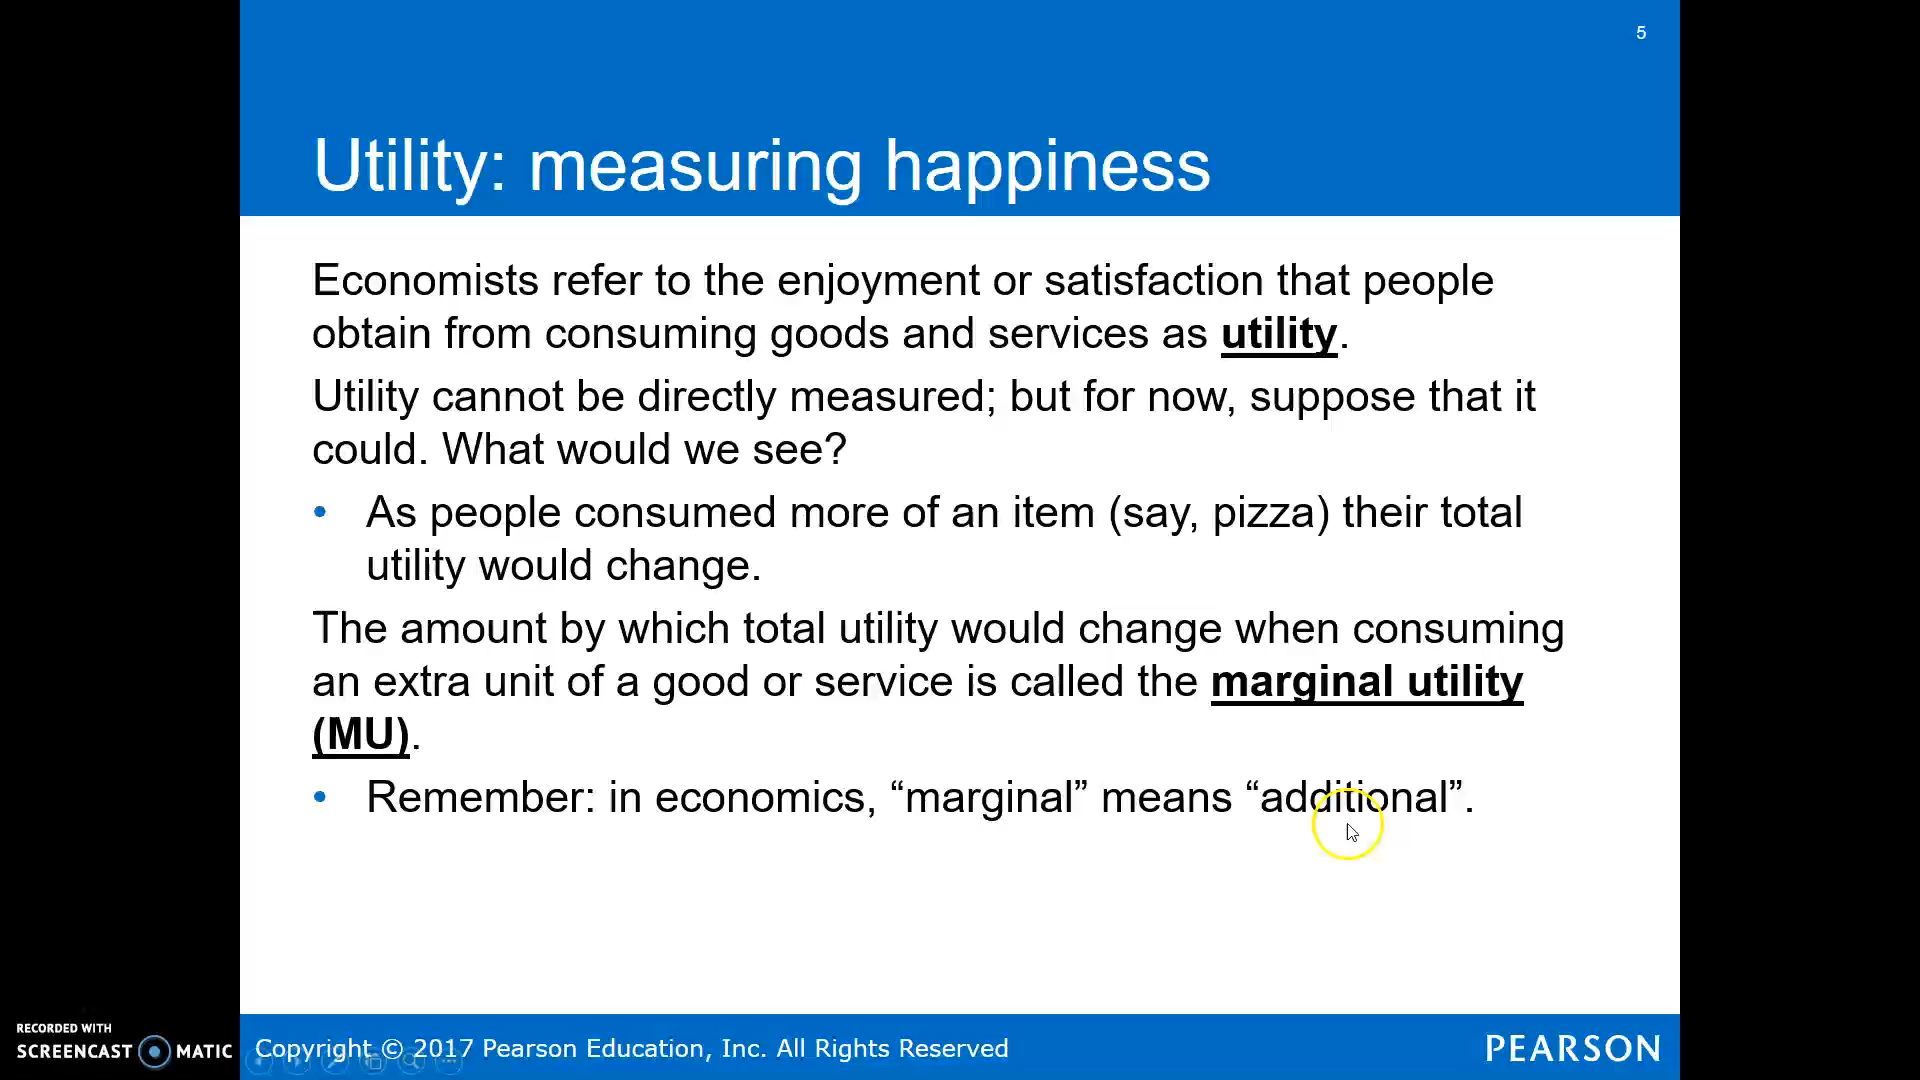 5
Utility: measuring happiness
Economists refer to the enjoyment or satisfaction that people
obtain from consuming goods and services as utility.
Utility cannot be directly measured; but for now, suppose that it
could. What would we see?
• As people consumed more of an item (say, pizza) their total
utility would change.
The amount by which total utility would change when consuming
an extra unit of a good or service is called the marginal utility
(MU).
• Remember: in economics, “marginal” means “additional”.
RECORDED WITH
SCREENCAST MATIC
Copyright © 2017 Pearson Education, Inc. All Rights Reserved
PEARSON